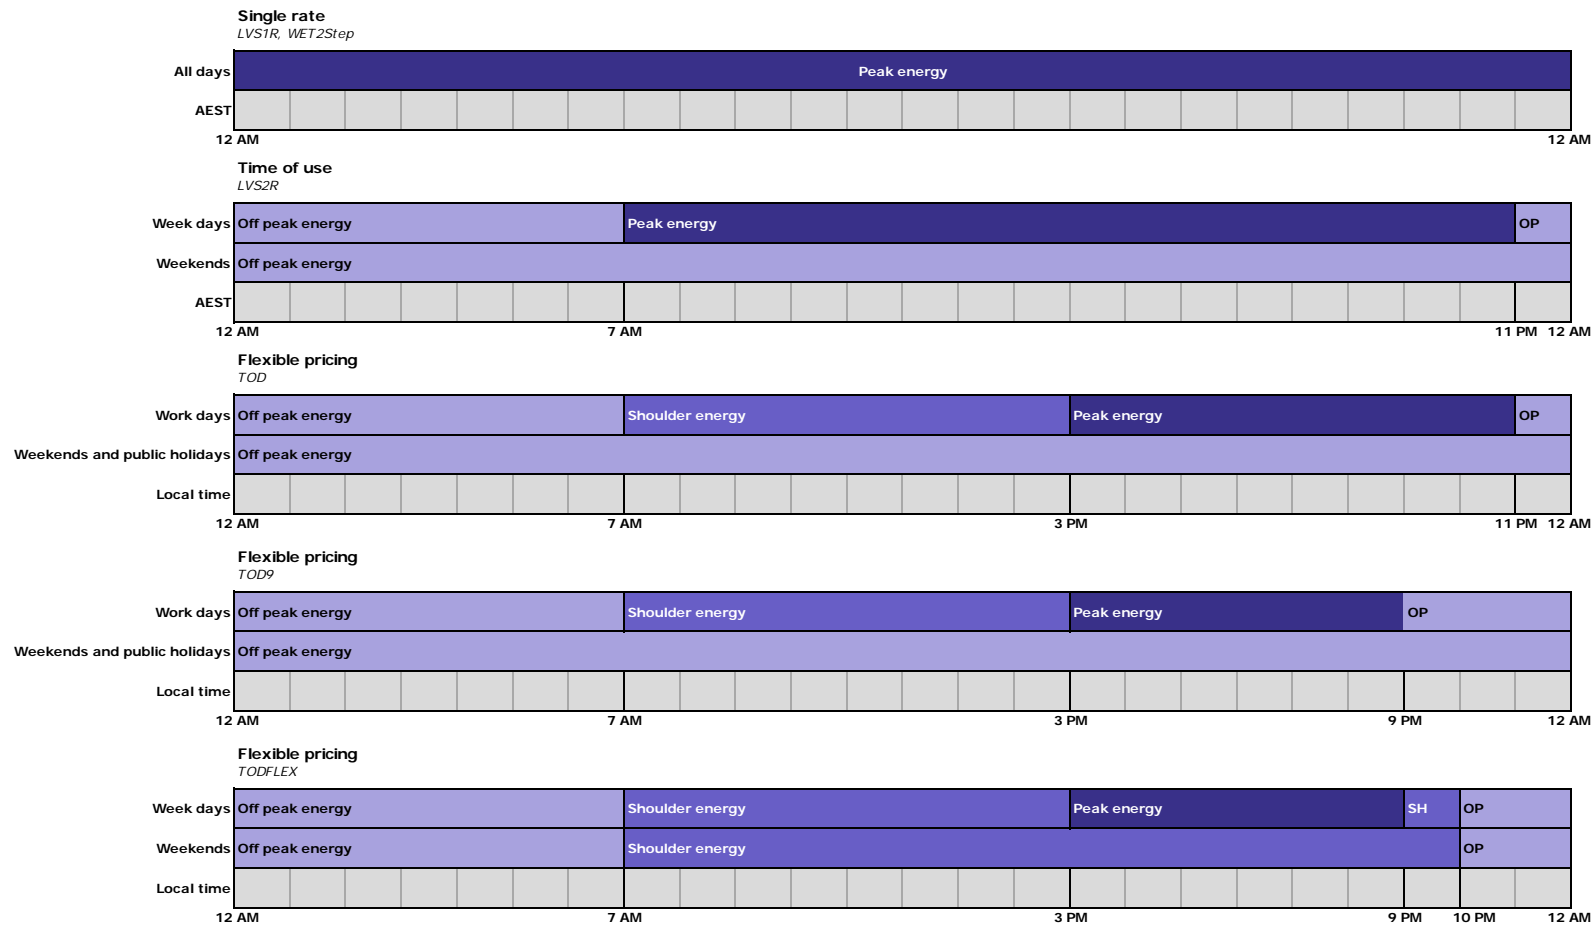 Single rate
LVS1R, WET2Step
All days Peak energy
AEST
12 AM 12 AM
Time of use
LVS2R
Week days Off peak energy Peak energy OP
Weekends Off peak energy
AEST
12 AM 7 AM 11 PM 12 AM
Flexible pricing
TOD
Work days Off peak energy Shoulder energy Peak energy OP
Weekends and public holidays Off peak energy
Local time
12 AM 7 AM 3 PM 11 PM 12 AM
Flexible pricing
TOD9
Work days Off peak energy Shoulder energy Peak energy OP
Weekends and public holidays Off peak energy
Local time
12 AM 7 AM 3 PM 9 PM 12 AM
Flexible pricing
TODFLEX
Week days Off peak energy Shoulder energy Peak energy SH OP
Weekends Off peak energy Shoulder energy OP
Local time
12 AM 7 AM 3 PM 9 PM 10 PM 12 AM